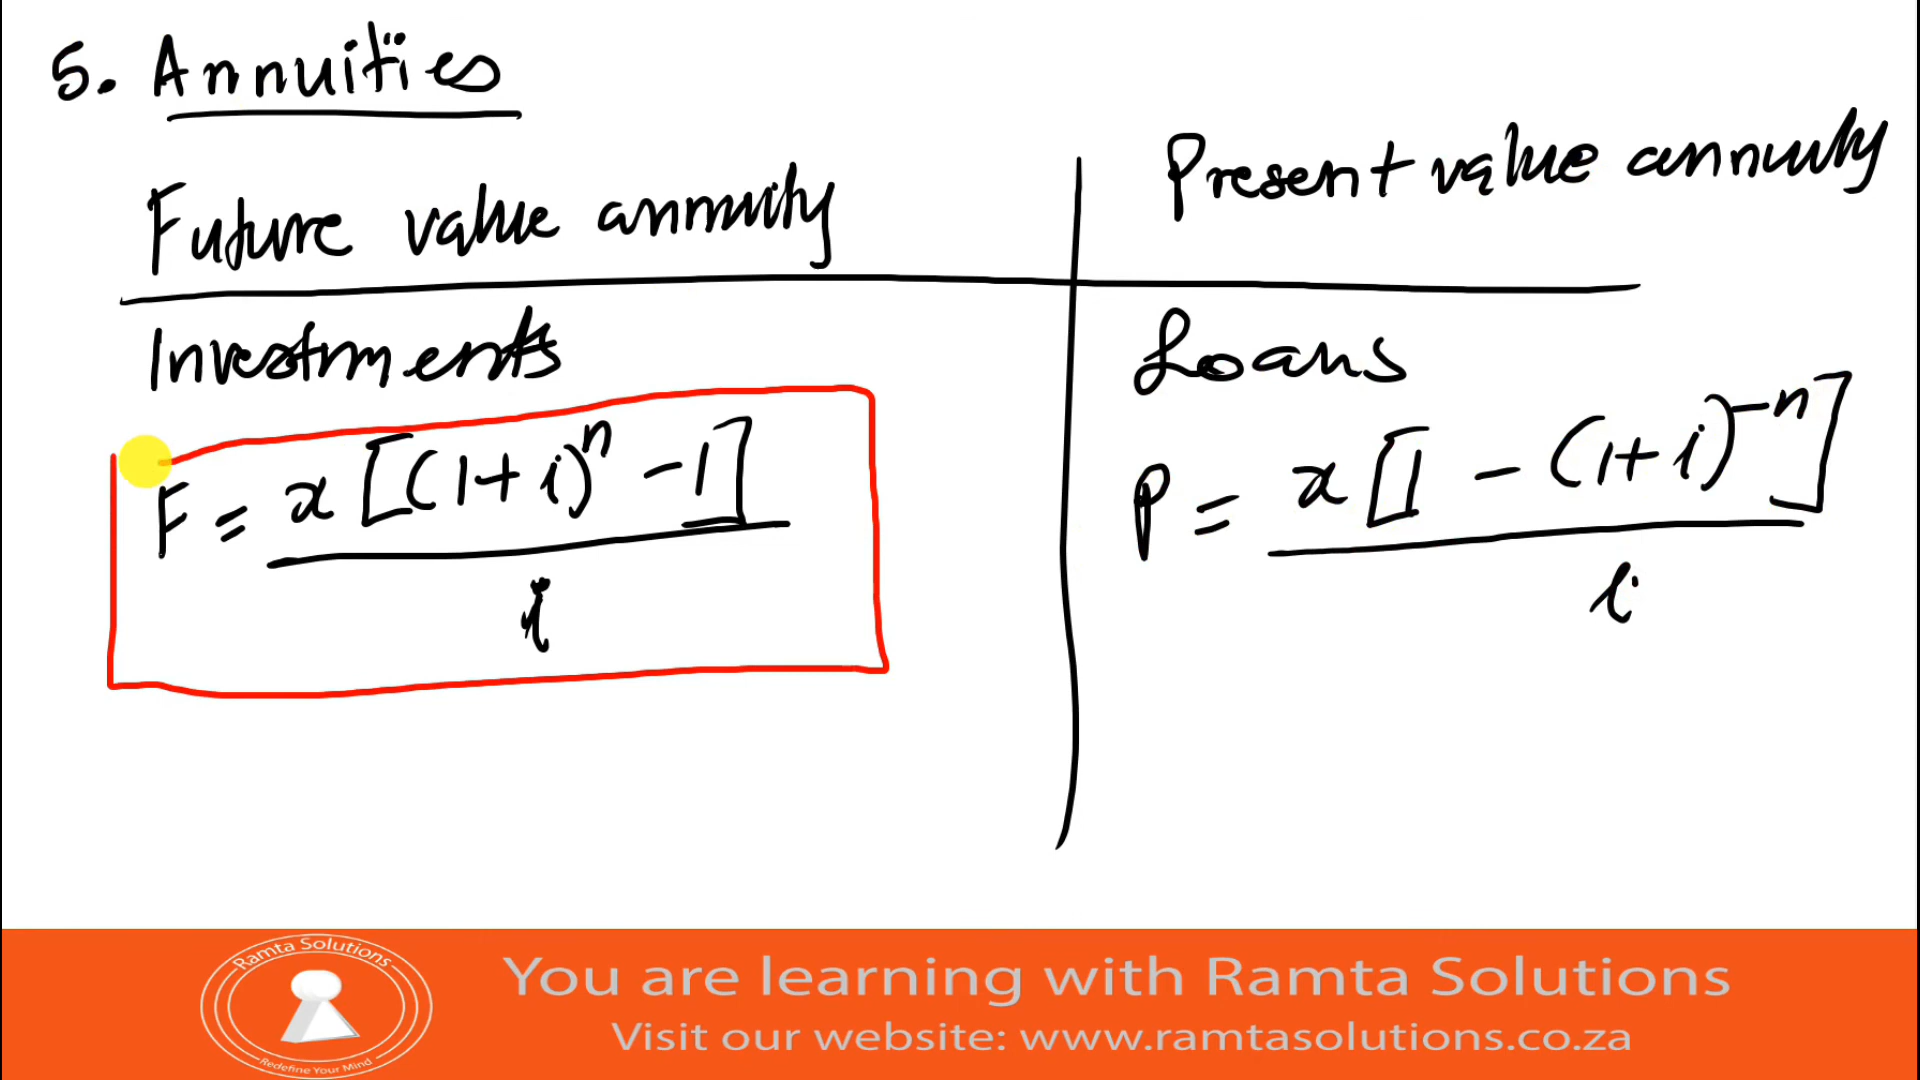 5. Annuities
Future value annuity
Present value annuity
Investments
F = x[(1+i)^n - 1] / i
Loans
P = x[1 - (1+i)^-n] / i
Ramta Solutions
Redefine Your Mind
You are learning with Ramta Solutions
Visit our website: www.ramtasolutions.co.za